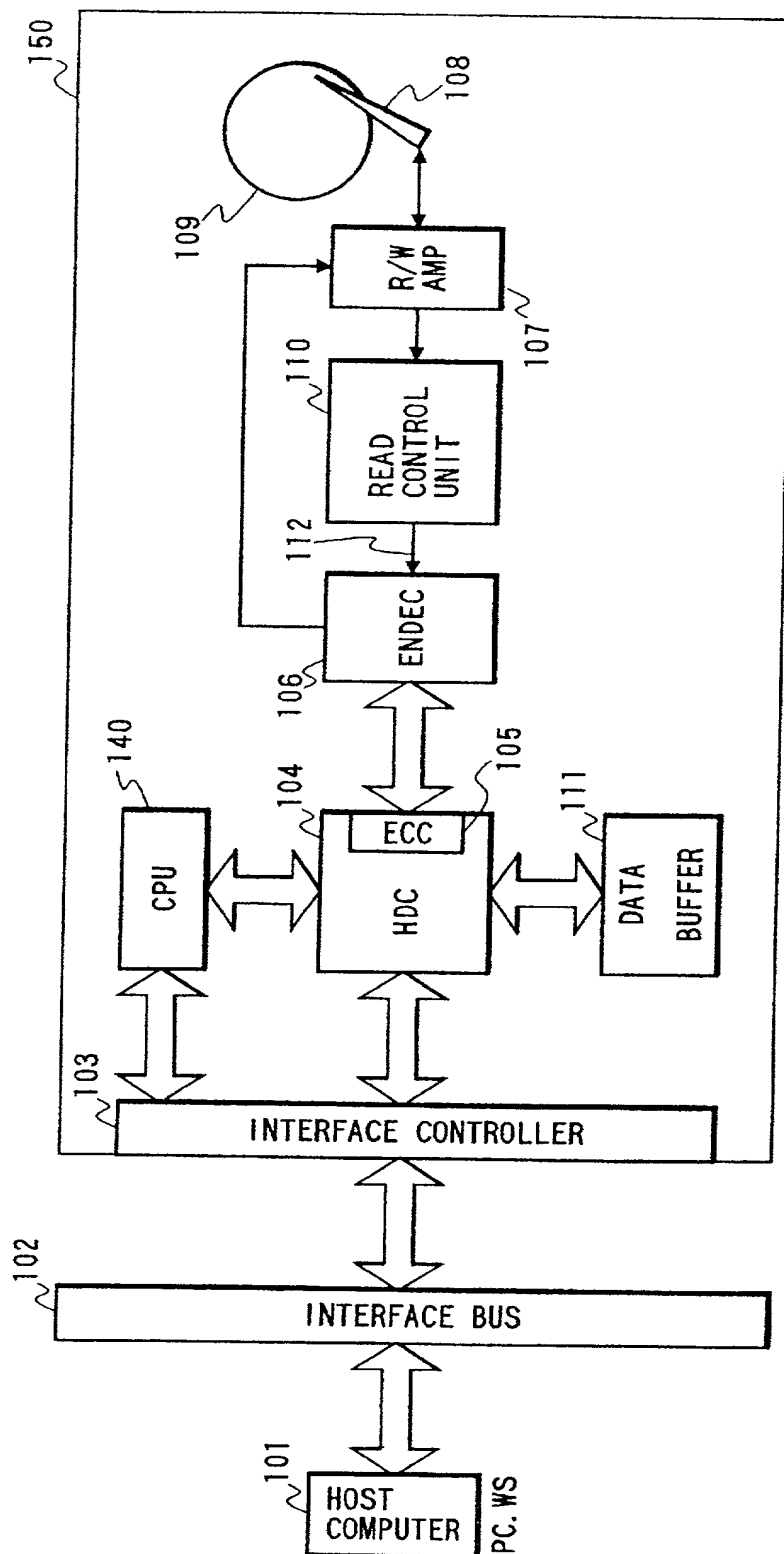 150
108
109
R/W
AMP
107
110
READ
CONTROL
UNIT
112
ENDEC
106
140
CPU
104
ECC
105
HDC
111
DATA
BUFFER
103
INTERFACE CONTROLLER
102
INTERFACE BUS
101
HOST
COMPUTER
PC.WS